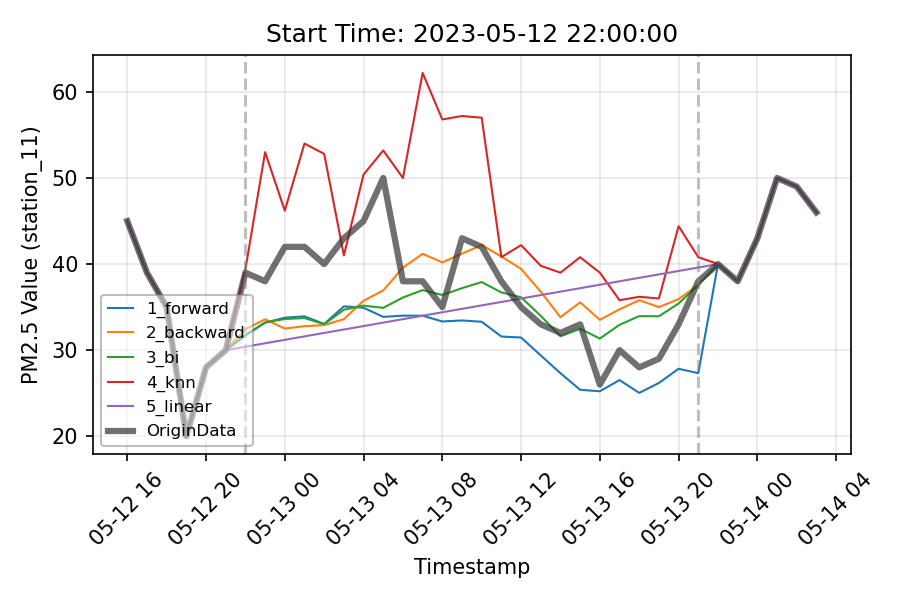 Start Time: 2023-05-12 22:00:00
PM2.5 Value (station_11)
60
50
40
30
20
1_forward
2_backward
3_bi
4_knn
5_linear
OriginData
05-12 16
05-12 20
05-13 00
05-13 04
05-13 08
05-13 12
05-13 16
05-13 20
05-14 00
05-14 04
Timestamp